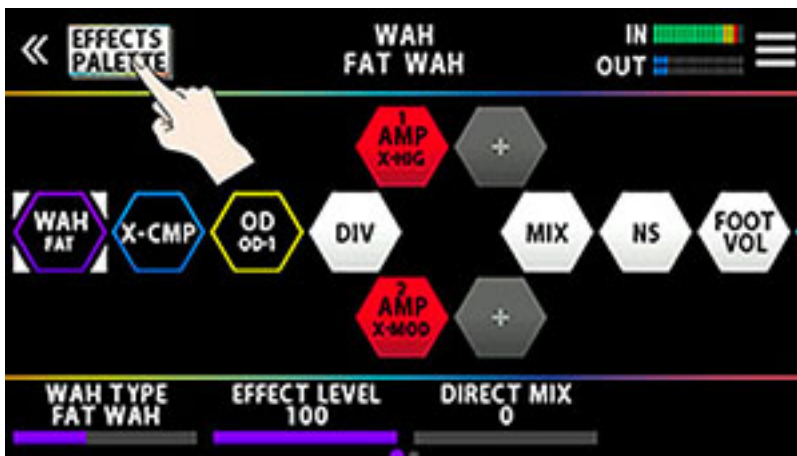 EFFECTS
PALETTE
WAH
FAT WAH
IN
OUT
1
AMP
X-HIG
+
WAH
FAT
X-CMP
OD
OD-1
DIV
MIX
NS
FOOT
VOL
2
AMP
X-MOD
+
WAH TYPE
FAT WAH
EFFECT LEVEL
100
DIRECT MIX
0